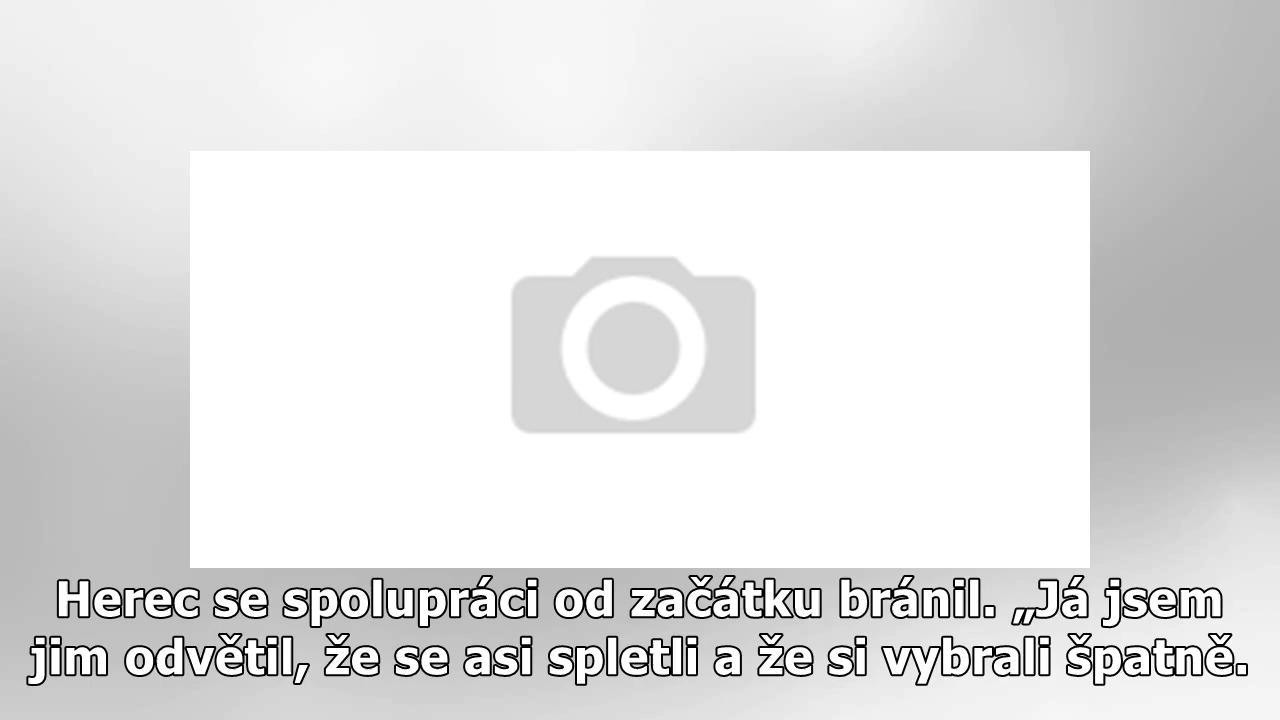 Herec se spolupráci od začátku bránil. „Já jsem
jim odvětil, že se asi spletli a že si vybrali špatně.